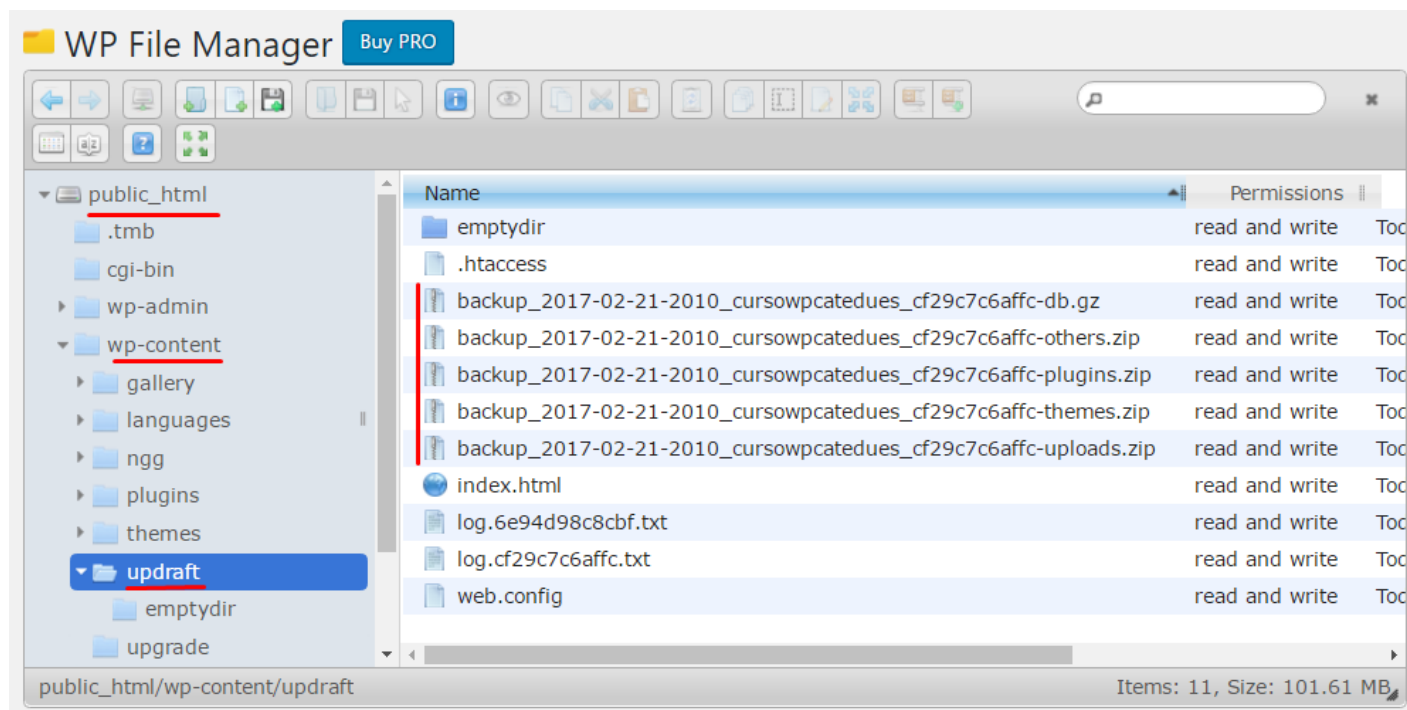 WP File Manager Buy PRO
public_html
.tmb
cgi-bin
wp-admin
wp-content
gallery
languages
ngg
plugins
themes
updraft
emptydir
upgrade
Name Permissions
emptydir read and write
.htaccess read and write
backup_2017-02-21-2010_cursowpcatedues_cf29c7c6affc-db.gz read and write
backup_2017-02-21-2010_cursowpcatedues_cf29c7c6affc-others.zip read and write
backup_2017-02-21-2010_cursowpcatedues_cf29c7c6affc-plugins.zip read and write
backup_2017-02-21-2010_cursowpcatedues_cf29c7c6affc-themes.zip read and write
backup_2017-02-21-2010_cursowpcatedues_cf29c7c6affc-uploads.zip read and write
index.html read and write
log.6e94d98c8cbf.txt read and write
log.cf29c7c6affc.txt read and write
web.config read and write
public_html/wp-content/updraft Items: 11, Size: 101.61 MB